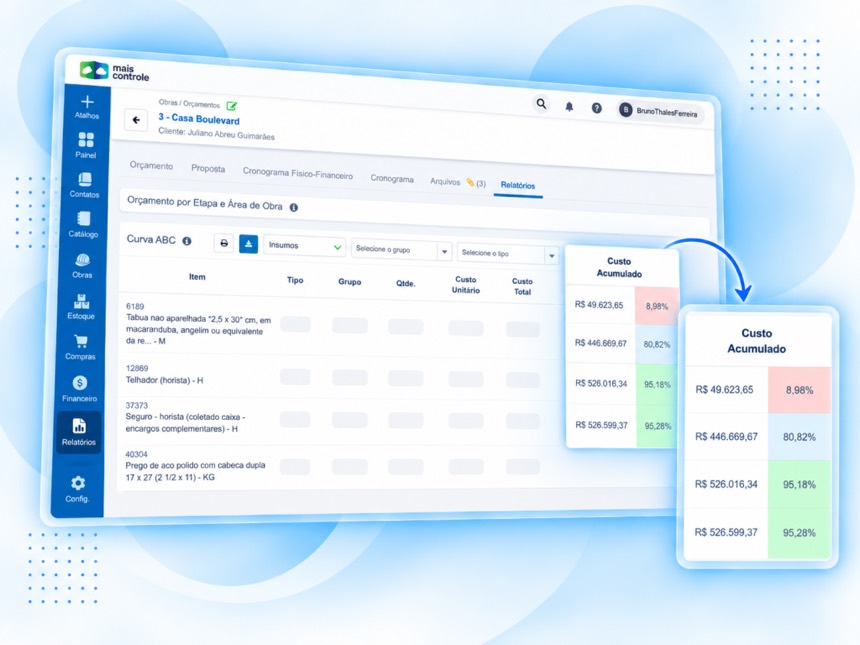 mais
controle
Atalhos
Painel
Contatos
Catálogo
Obras
Estoque
Compras
Financeiro
Relatórios
Config.
Obras / Orçamentos
3 - Casa Boulevard
Cliente: Juliano Abreu Guimarães
B BrunoThalesFerreira
Orçamento Proposta Cronograma Físico-Financeiro Cronograma Arquivos (3) Relatórios
Orçamento por Etapa e Área de Obra
Curva ABC Insumos Selecione o grupo Selecione o tipo
Item Tipo Grupo Qtde. Custo Unitário Custo Total
6189
Tabua nao aparelhada *2,5 x 30* cm, em
macaranduba, angelim ou equivalente
da re... - M
12869
Telhador (horista) - H
37373
Seguro - horista (coletado caixa -
encargos complementares) - H
40304
Prego de aco polido com cabeca dupla
17 x 27 (2 1/2 x 11) - KG
Custo
Acumulado
R$ 49.623,65 8,98%
R$ 446.669,67 80,82%
R$ 526.016,34 95,18%
R$ 526.599,37 95,28%
Custo
Acumulado
R$ 49.623,65 8,98%
R$ 446.669,67 80,82%
R$ 526.016,34 95,18%
R$ 526.599,37 95,28%